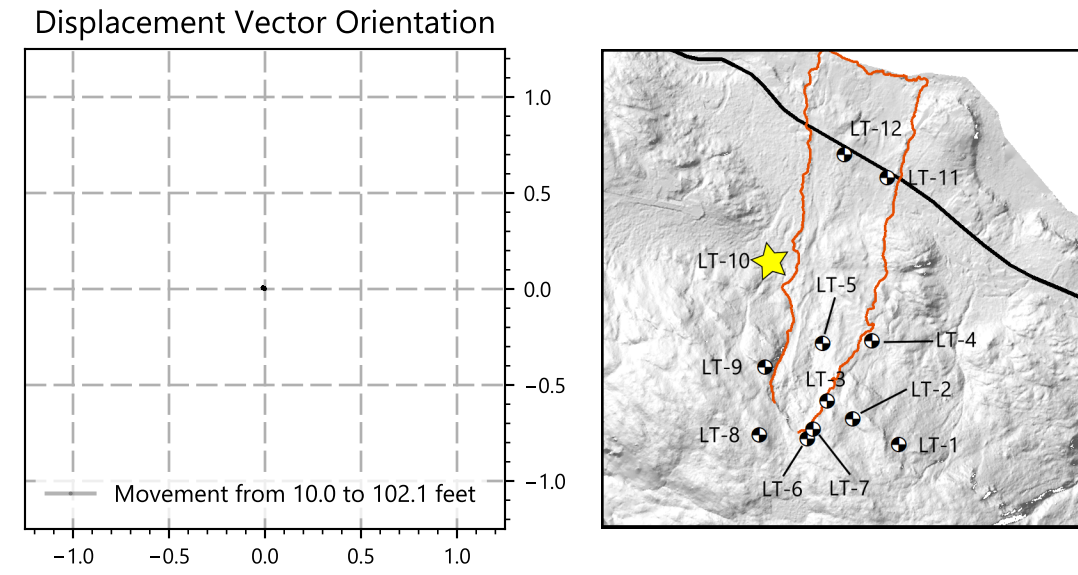 Displacement Vector Orientation
1.0
0.5
0.0
−0.5
−1.0
Movement from 10.0 to 102.1 feet
−1.0 −0.5 0.0 0.5 1.0
LT-12
LT-11
LT-10
LT-5
LT-4
LT-9
LT-3
LT-2
LT-8
LT-1
LT-6
LT-7